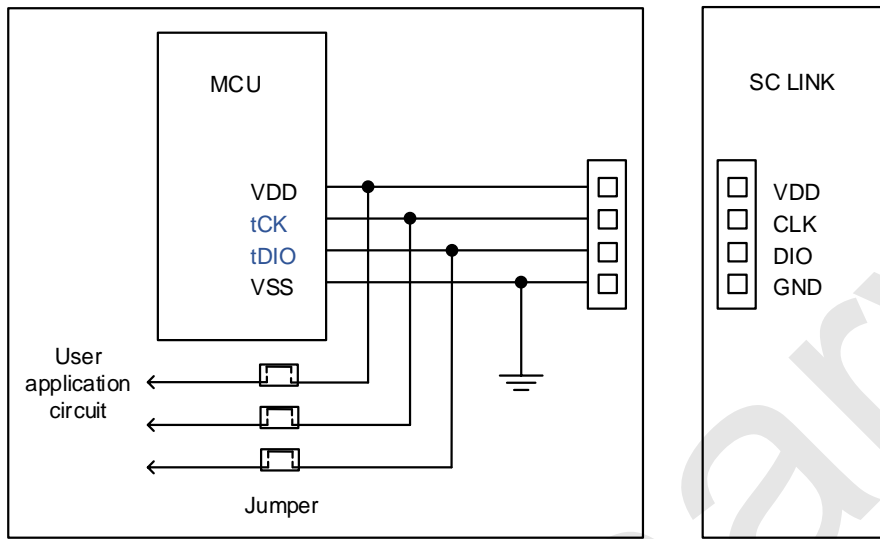 MCU
VDD
tCK
tDIO
VSS
User
application
circuit
Jumper
SC LINK
VDD
CLK
DIO
GND